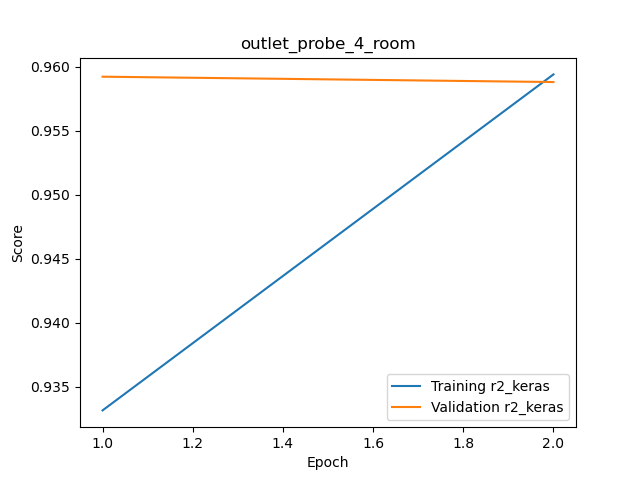 outlet_probe_4_room
0.960
0.955
0.950
0.945
0.940
0.935
Score
1.0
1.2
1.4
1.6
1.8
2.0
Epoch
Training r2_keras
Validation r2_keras